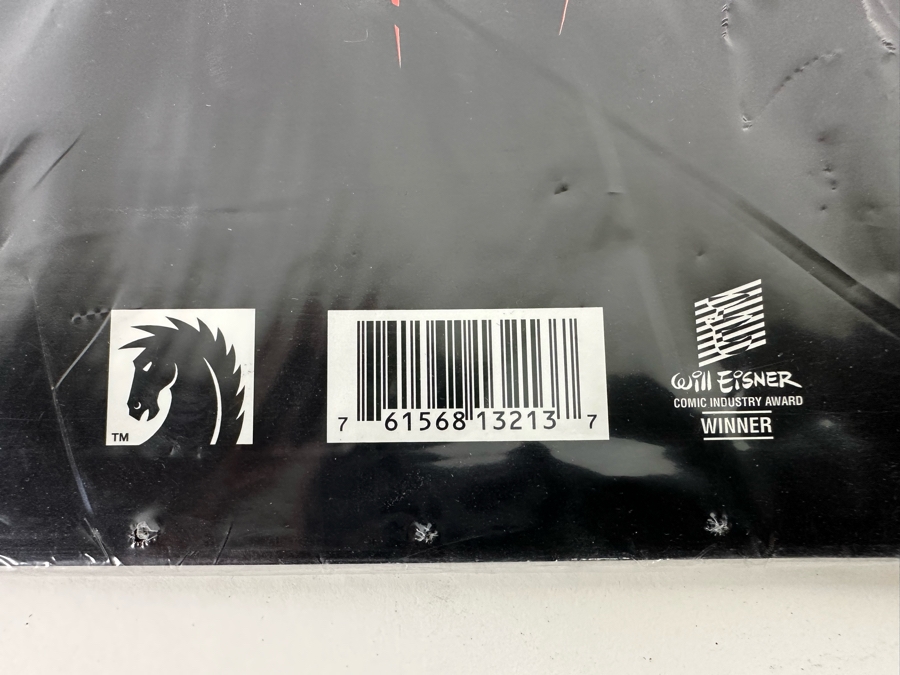 TM
7 61568 13213 7
Will EiSNER
COMIC INDUSTRY AWARD
WINNER